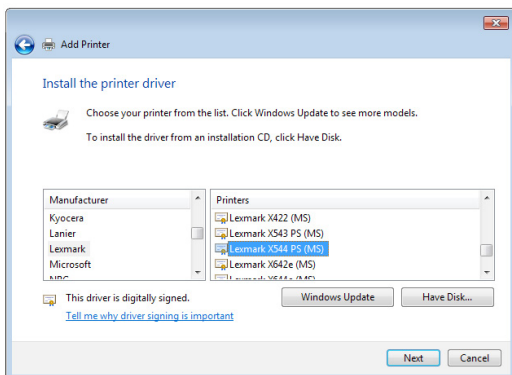 Add Printer
Install the printer driver
Choose your printer from the list. Click Windows Update to see more models.
To install the driver from an installation CD, click Have Disk.
Manufacturer
Kyocera
Lanier
Lexmark
Microsoft
NRG
Printers
Lexmark X422 (MS)
Lexmark X543 PS (MS)
Lexmark X544 PS (MS)
Lexmark X642e (MS)
This driver is digitally signed.
Tell me why driver signing is important
Windows Update
Have Disk...
Next
Cancel